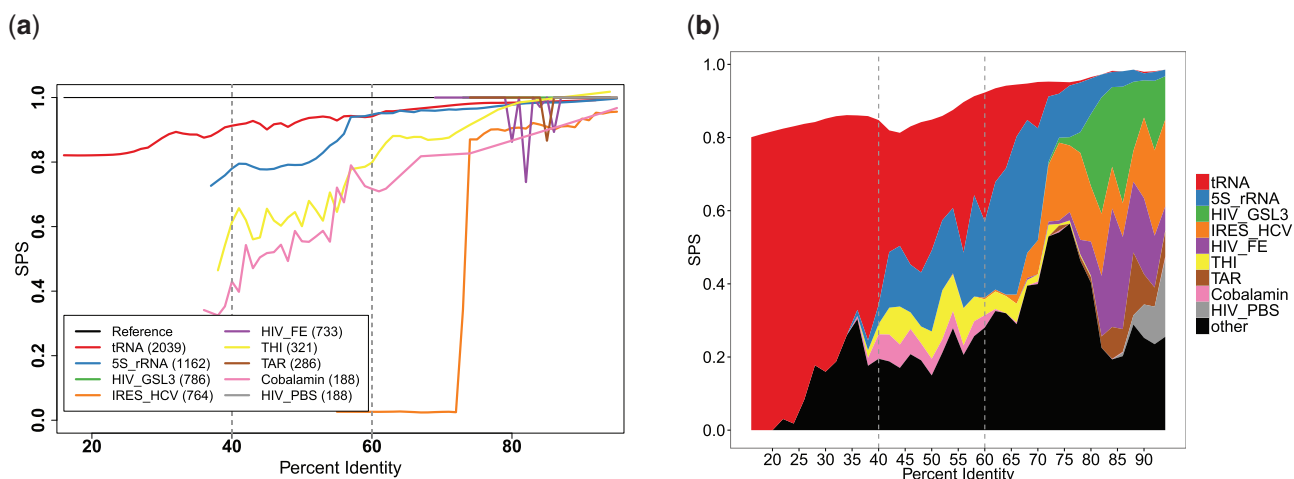 (a)
SPS
0.0 0.2 0.4 0.6 0.8 1.0
Reference
tRNA (2039)
5S_rRNA (1162)
HIV_GSL3 (786)
IRES_HCV (764)
HIV_FE (733)
THI (321)
TAR (286)
Cobalamin (188)
HIV_PBS (188)
20 40 60 80
Percent Identity
(b)
SPS
1.0
0.8
0.6
0.4
0.2
0.0
20 25 30 35 40 45 50 55 60 65 70 75 80 85 90
Percent Identity
tRNA
5S_rRNA
HIV_GSL3
IRES_HCV
HIV_FE
THI
TAR
Cobalamin
HIV_PBS
other